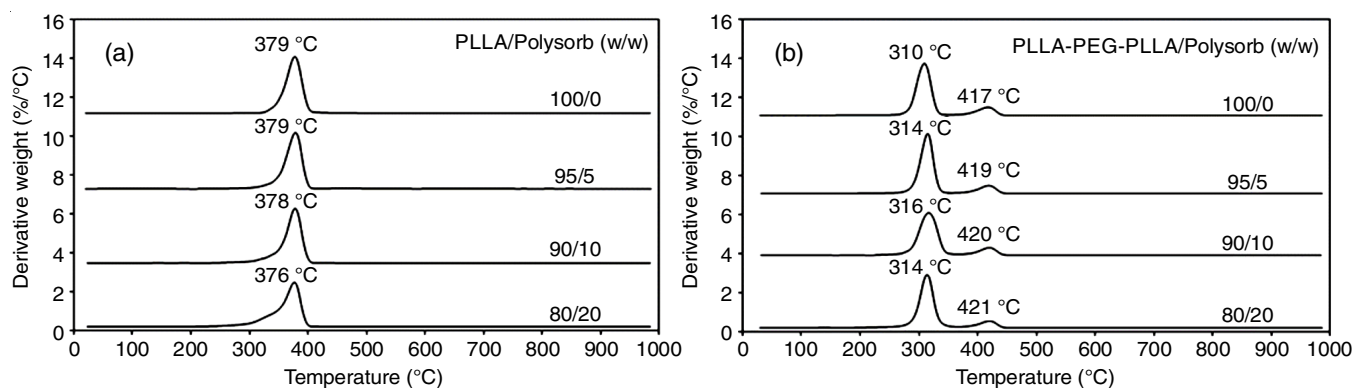 (a)
PLLA/Polysorb (w/w)
Derivative weight (%/°C)
16
14
12
10
8
6
4
2
0
379 °C
100/0
379 °C
95/5
378 °C
90/10
376 °C
80/20
0 100 200 300 400 500 600 700 800 900 1000
Temperature (°C)
(b)
PLLA-PEG-PLLA/Polysorb (w/w)
Derivative weight (%/°C)
16
14
12
10
8
6
4
2
0
310 °C
417 °C
100/0
314 °C
419 °C
95/5
316 °C
420 °C
90/10
314 °C
421 °C
80/20
0 100 200 300 400 500 600 700 800 900 1000
Temperature (°C)